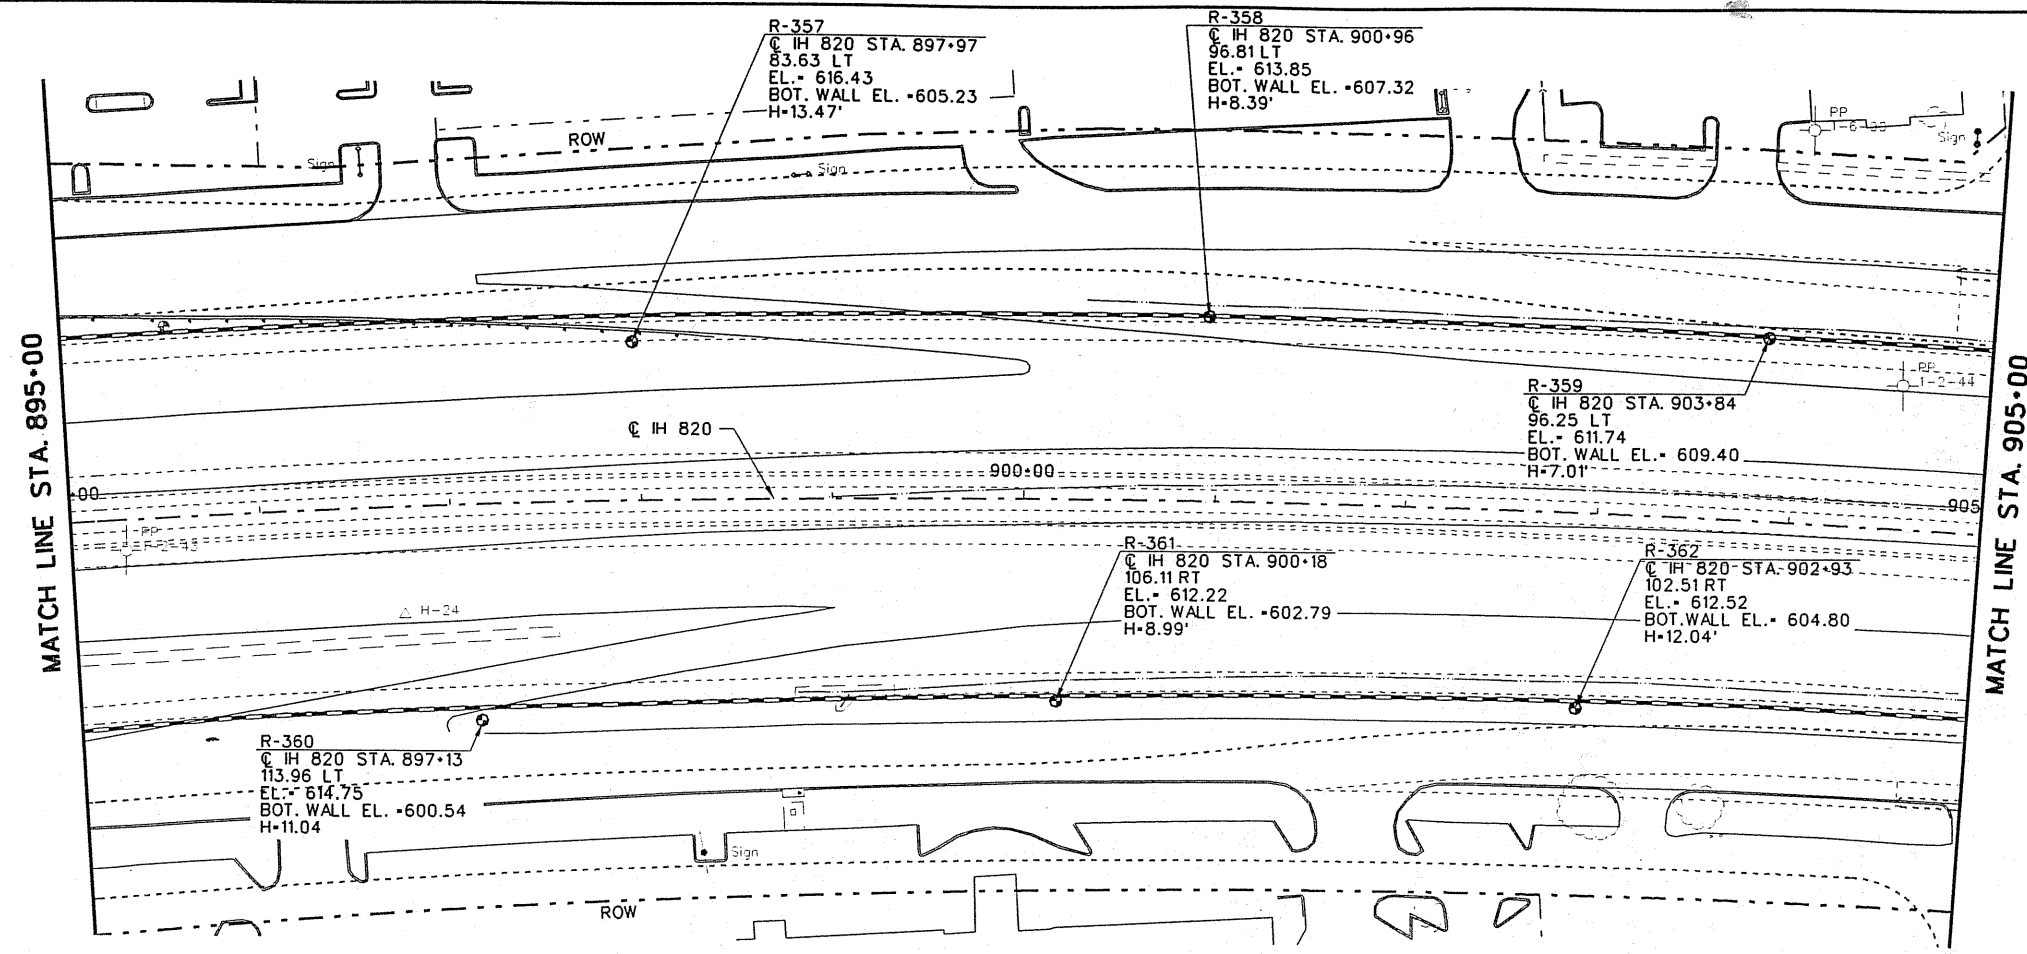 R-357
℄ IH 820 STA. 897+97
83.63 LT
EL.= 616.43
BOT. WALL EL. =605.23
H=13.47'
R-358
℄ IH 820 STA. 900+96
96.81 LT
EL.= 613.85
BOT. WALL EL. =607.32
H=8.39'
ROW
Sign
Sign
PP
Sign
MATCH LINE STA. 895+00
MATCH LINE STA. 905+00
PP
1-2-44
R-359
℄ IH 820 STA. 903+84
96.25 LT
EL.= 611.74
BOT. WALL EL.= 609.40
H=7.01'
℄ IH 820
900+00
+00
905
PP
R-361
℄ IH 820 STA. 900+18
106.11 RT
EL.= 612.22
BOT. WALL EL. =602.79
H=8.99'
R-362
℄ IH 820 STA. 902+93
102.51 RT
EL.= 612.52
BOT. WALL EL.= 604.80
H=12.04'
△ H-24
R-360
℄ IH 820 STA. 897+13
113.96 LT
EL.= 614.75
BOT. WALL EL. =600.54
H=11.04
Sign
ROW